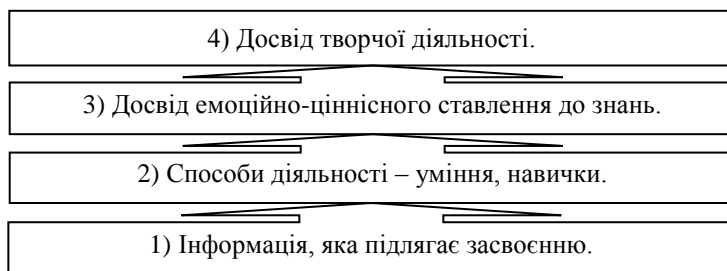 4) Досвід творчої діяльності.
3) Досвід емоційно-ціннісного ставлення до знань.
2) Способи діяльності – уміння, навички.
1) Інформація, яка підлягає засвоєнню.